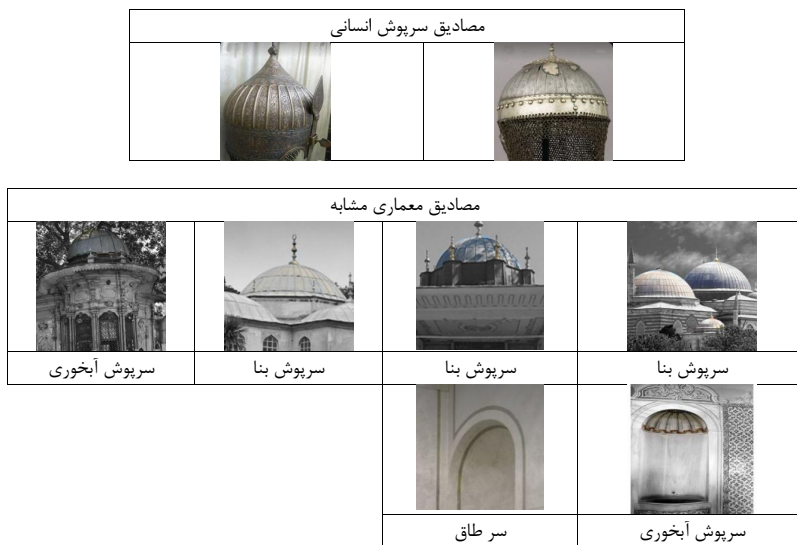 مصادیق سرپوش انسانی
مصادیق معماری مشابه
سرپوش بنا
سرپوش بنا
سرپوش بنا
سرپوش آبخوری
سرپوش آبخوری
سر طاق